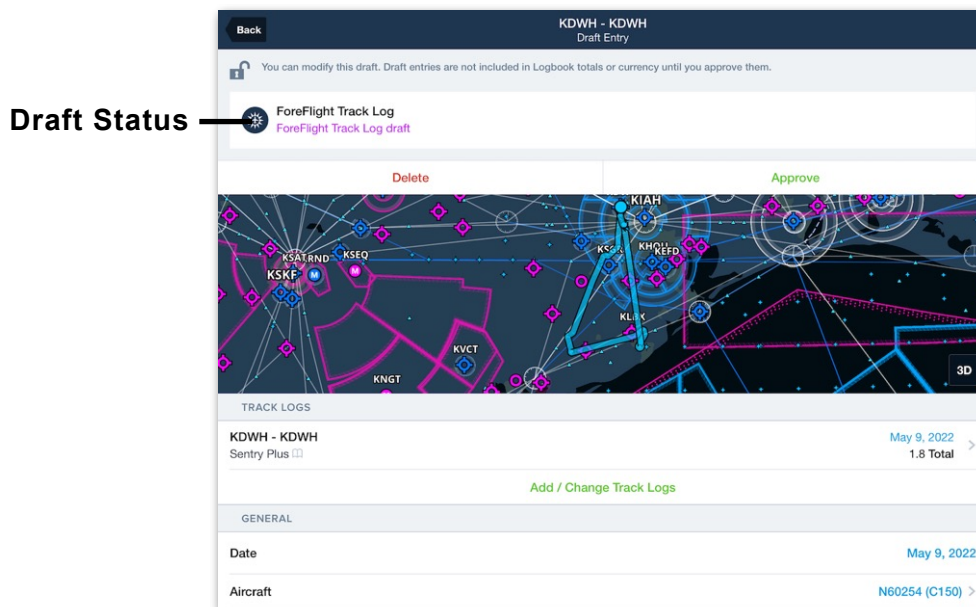 Back
KDWH - KDWH
Draft Entry
You can modify this draft. Draft entries are not included in Logbook totals or currency until you approve them.
Draft Status
ForeFlight Track Log
ForeFlight Track Log draft
Delete
Approve
KIAH
KSAT
RND
KSEQ
KEFD
KSKF
M
M
KVCT
KNGT
3D
TRACK LOGS
KDWH - KDWH
May 9, 2022
Sentry Plus
1.8 Total
Add / Change Track Logs
GENERAL
Date
May 9, 2022
Aircraft
N60254 (C150)